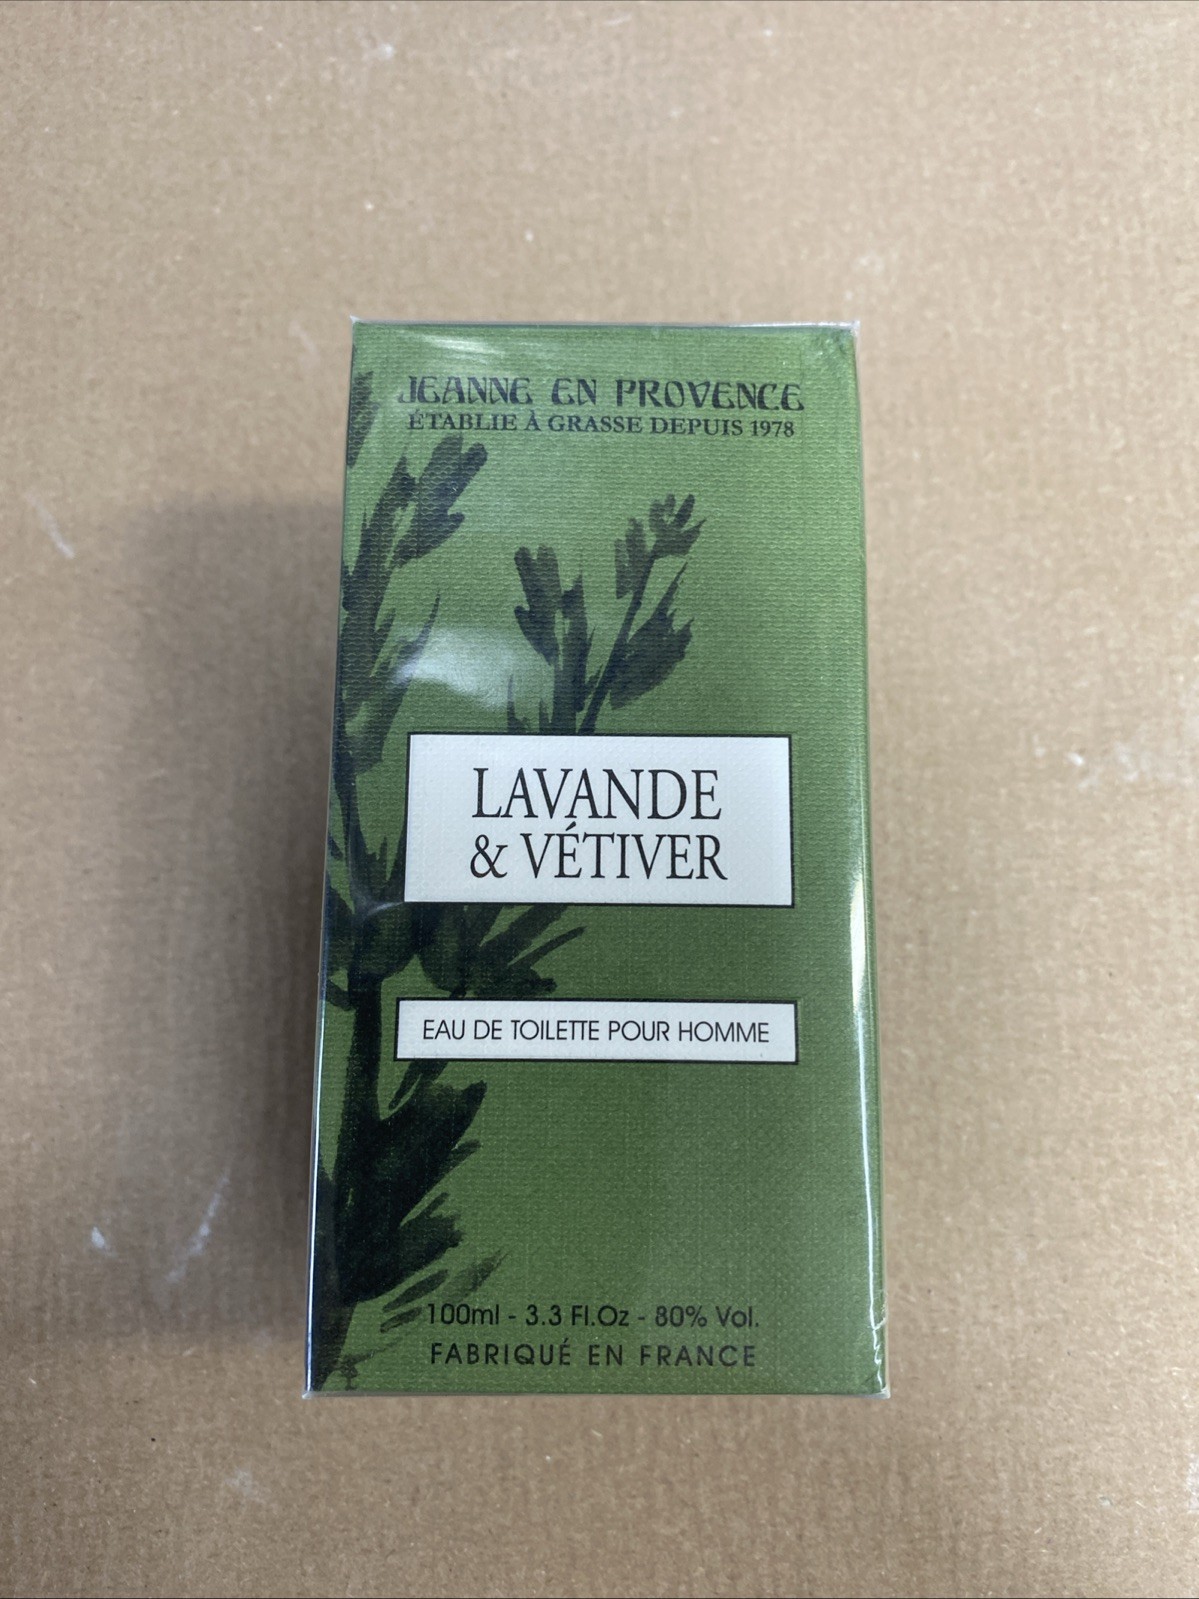 JEANNE EN PROVENCE
ÉTABLIE À GRASSE DEPUIS 1978
LAVANDE
& VÉTIVER
EAU DE TOILETTE POUR HOMME
100ml - 3.3 Fl.Oz - 80% Vol.
FABRIQUÉ EN FRANCE